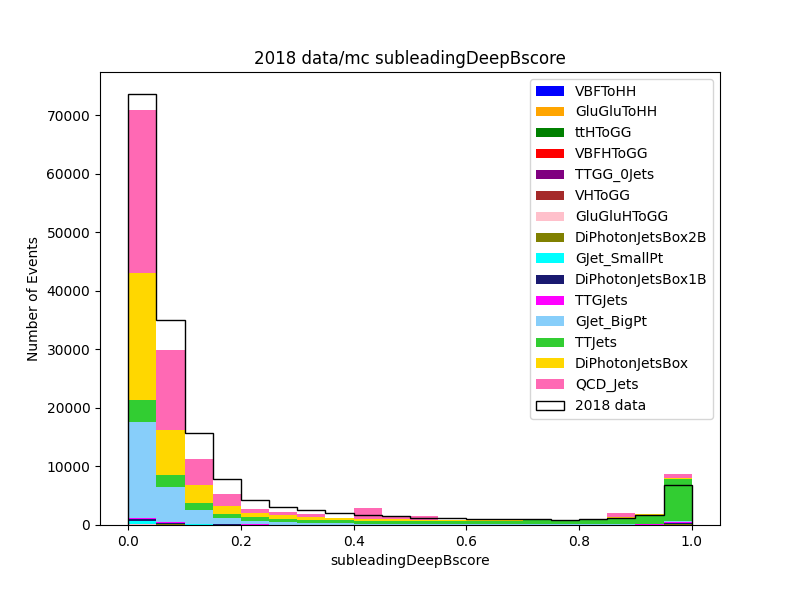 2018 data/mc subleadingDeepBscore
Number of Events
70000
60000
50000
40000
30000
20000
10000
0
0.0 0.2 0.4 0.6 0.8 1.0
subleadingDeepBscore
VBFToHH
GluGluToHH
ttHToGG
VBFHToGG
TTGG_0Jets
VHToGG
GluGluHToGG
DiPhotonJetsBox2B
GJet_SmallPt
DiPhotonJetsBox1B
TTGJets
GJet_BigPt
TTJets
DiPhotonJetsBox
QCD_Jets
2018 data